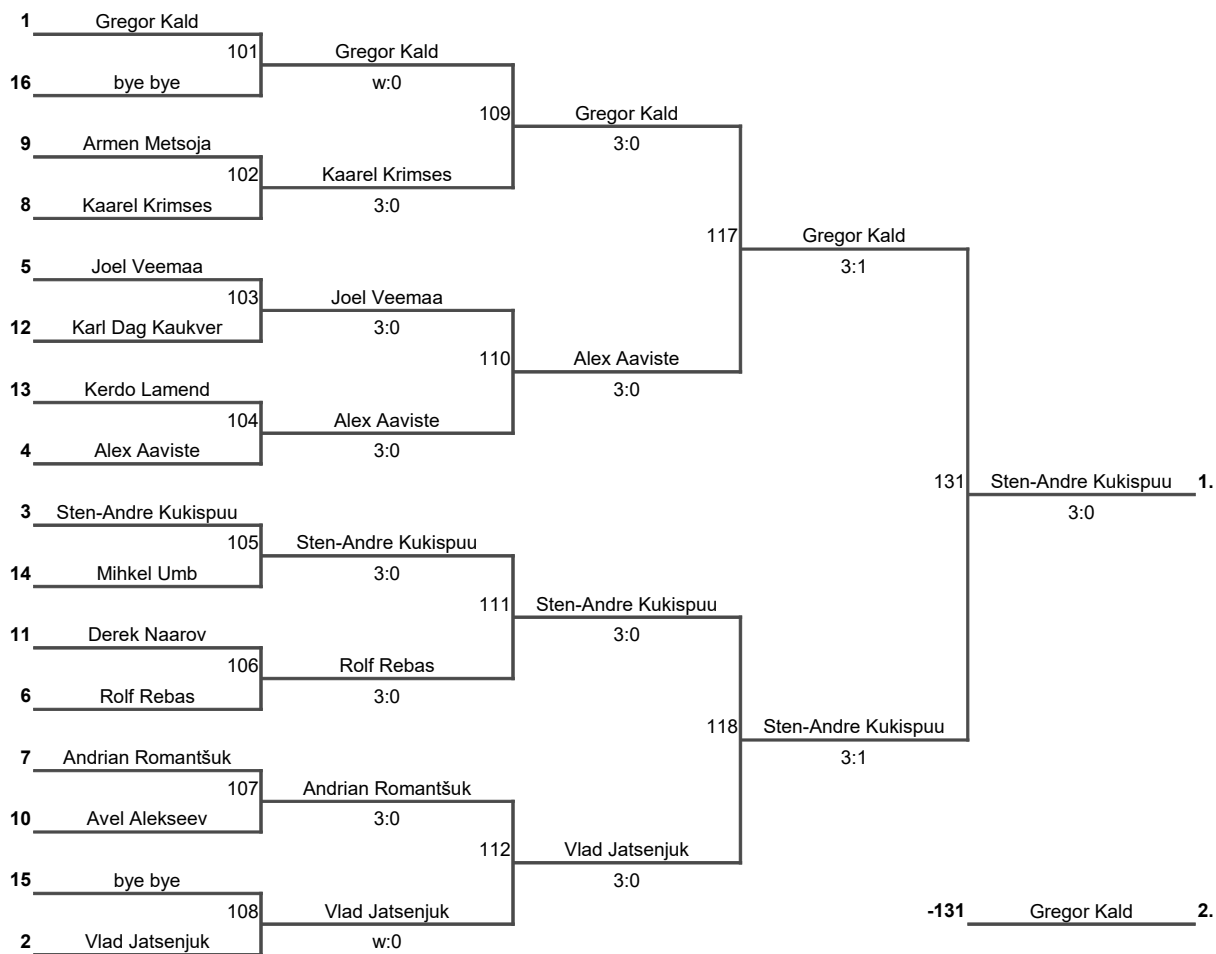 1 Gregor Kald
101 Gregor Kald
16 bye bye w:0
109 Gregor Kald
9 Armen Metsoja 3:0
102 Kaarel Krimses
8 Kaarel Krimses 3:0
117 Gregor Kald
5 Joel Veemaa 3:1
103 Joel Veemaa
12 Karl Dag Kaukver 3:0
110 Alex Aaviste
13 Kerdo Lamend 3:0
104 Alex Aaviste
4 Alex Aaviste 3:0
131 Sten-Andre Kukispuu 1.
3 Sten-Andre Kukispuu 3:0
105 Sten-Andre Kukispuu
14 Mihkel Umb 3:0
111 Sten-Andre Kukispuu
11 Derek Naarov 3:0
106 Rolf Rebas
6 Rolf Rebas 3:0
118 Sten-Andre Kukispuu
7 Andrian Romantšuk 3:1
107 Andrian Romantšuk
10 Avel Alekseev 3:0
112 Vlad Jatsenjuk
15 bye bye 3:0
108 Vlad Jatsenjuk -131 Gregor Kald 2.
2 Vlad Jatsenjuk w:0